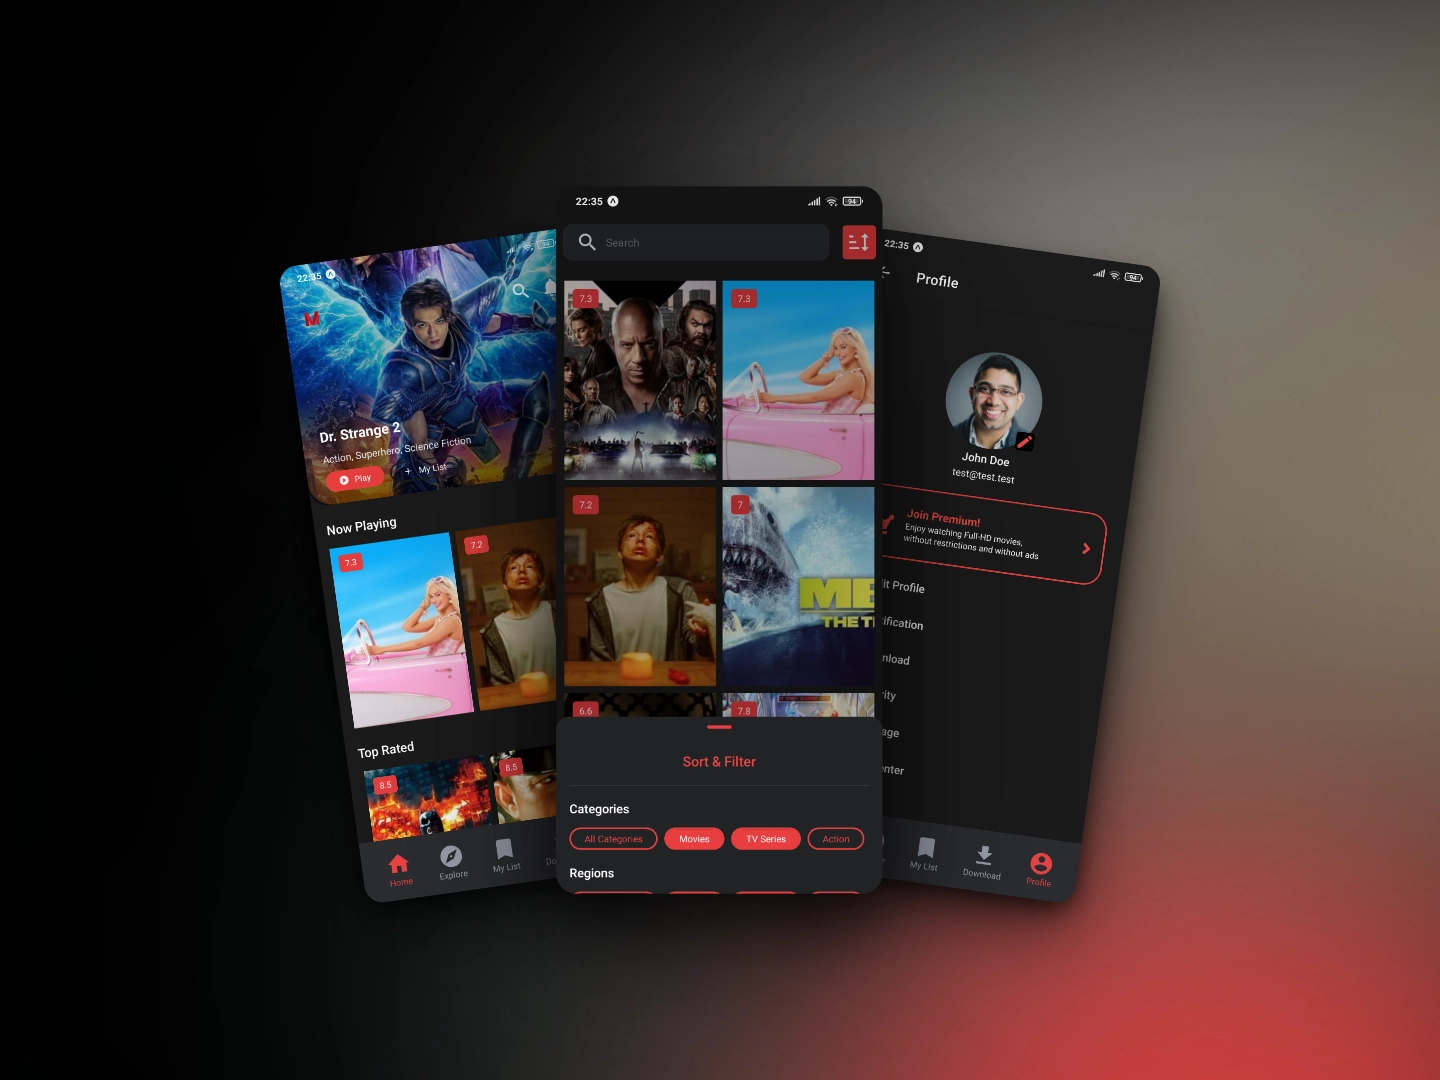 22:35
M
Dr. Strange 2
Action, Superhero, Science Fiction
Play
+ My List
Now Playing
7.3
7.2
Top Rated
8.5
8.5
Home
Explore
My List
Do
22:35
94
Search
7.3
7.3
7.2
7
ME
THE T
6.6
7.8
Sort & Filter
Categories
All Categories
Movies
TV Series
Action
Regions
22:35
94
Profile
John Doe
test@test.test
Join Premium!
Enjoy watching Full-HD movies,
without restrictions and without ads
it Profile
ification
nload
rity
age
enter
My List
Download
Profile